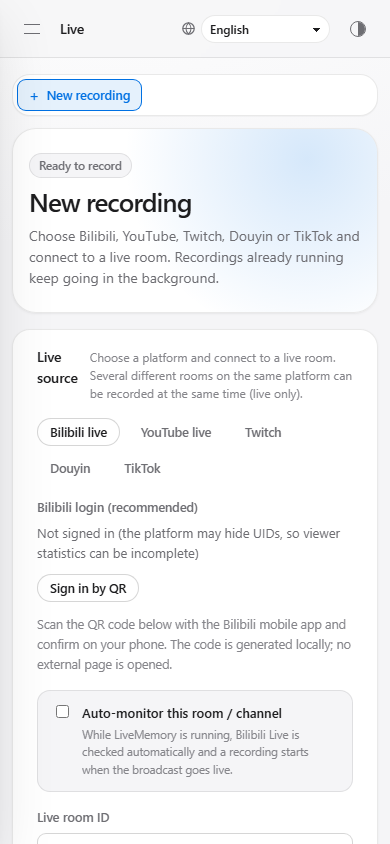 Live
English
+ New recording
Ready to record
New recording
Choose Bilibili, YouTube, Twitch, Douyin or TikTok and
connect to a live room. Recordings already running
keep going in the background.
Live
source
Choose a platform and connect to a live room.
Several different rooms on the same platform can
be recorded at the same time (live only).
Bilibili live
YouTube live
Twitch
Douyin
TikTok
Bilibili login (recommended)
Not signed in (the platform may hide UIDs, so viewer
statistics can be incomplete)
Sign in by QR
Scan the QR code below with the Bilibili mobile app and
confirm on your phone. The code is generated locally; no
external page is opened.
Auto-monitor this room / channel
While LiveMemory is running, Bilibili Live is
checked automatically and a recording starts
when the broadcast goes live.
Live room ID